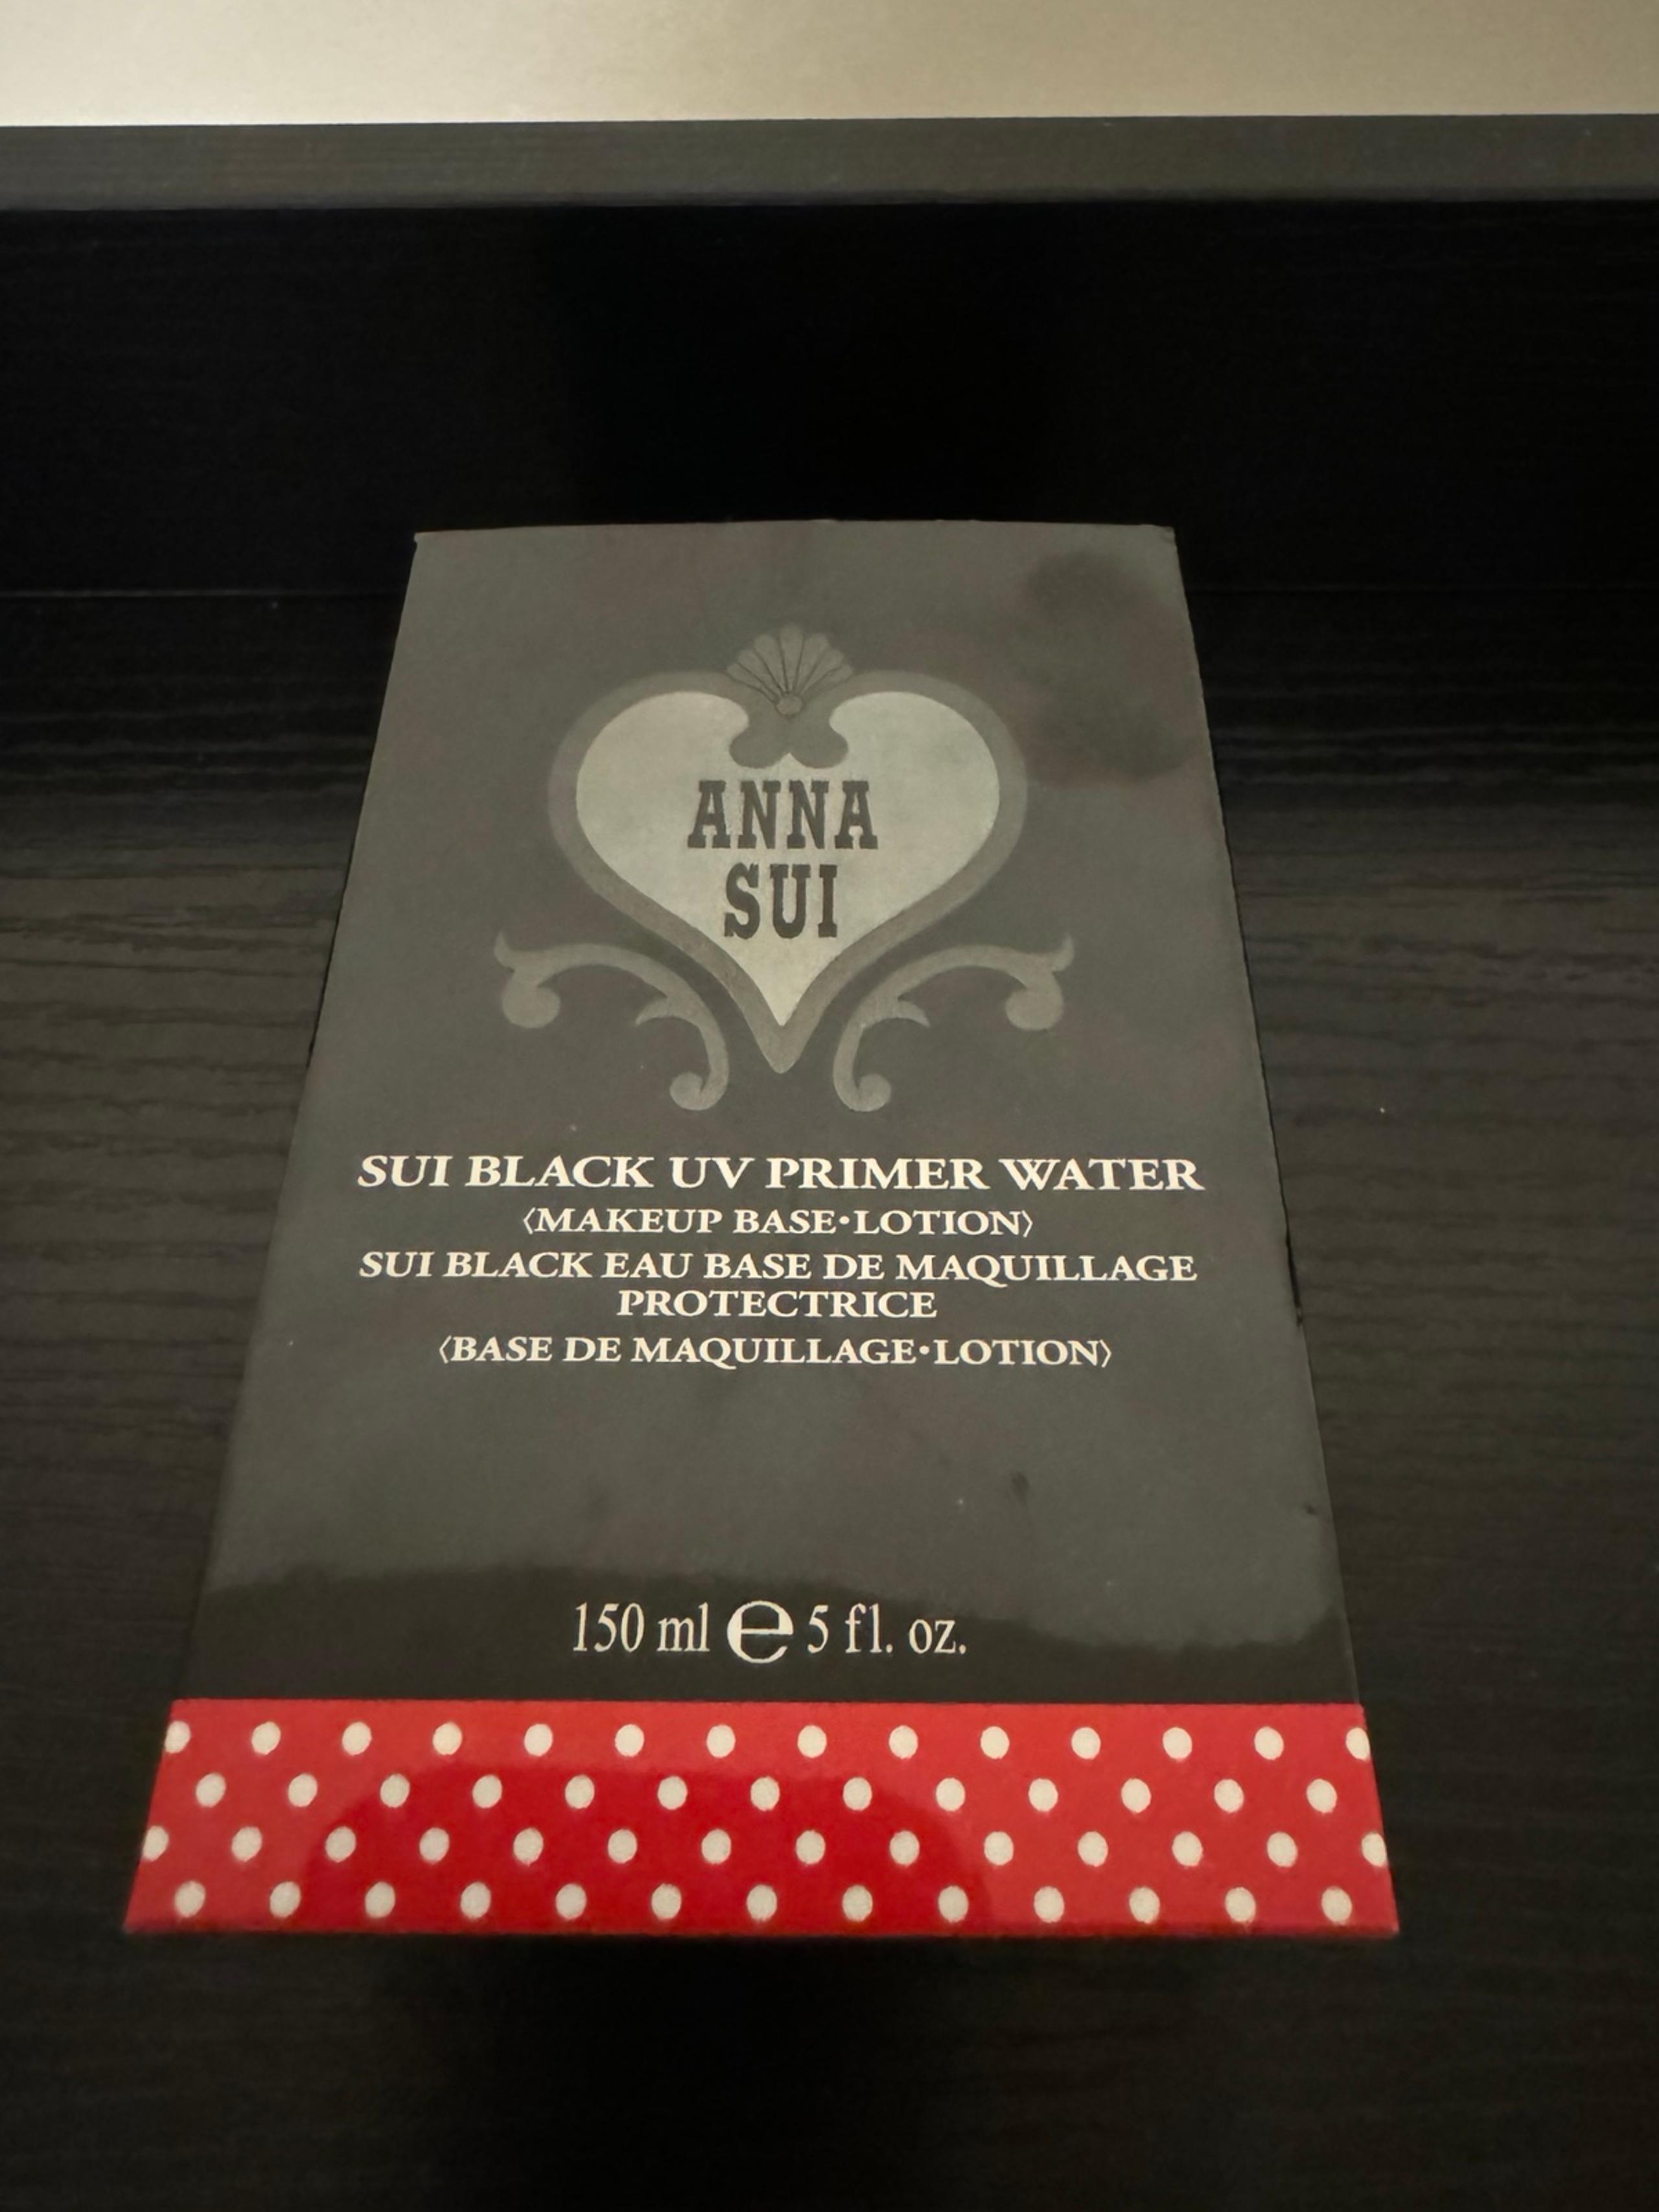 ANNA
SUI
SUI BLACK UV PRIMER WATER
〈MAKEUP BASE•LOTION〉
SUI BLACK EAU BASE DE MAQUILLAGE
PROTECTRICE
〈BASE DE MAQUILLAGE•LOTION〉
150 ml ℮ 5 fl. oz.